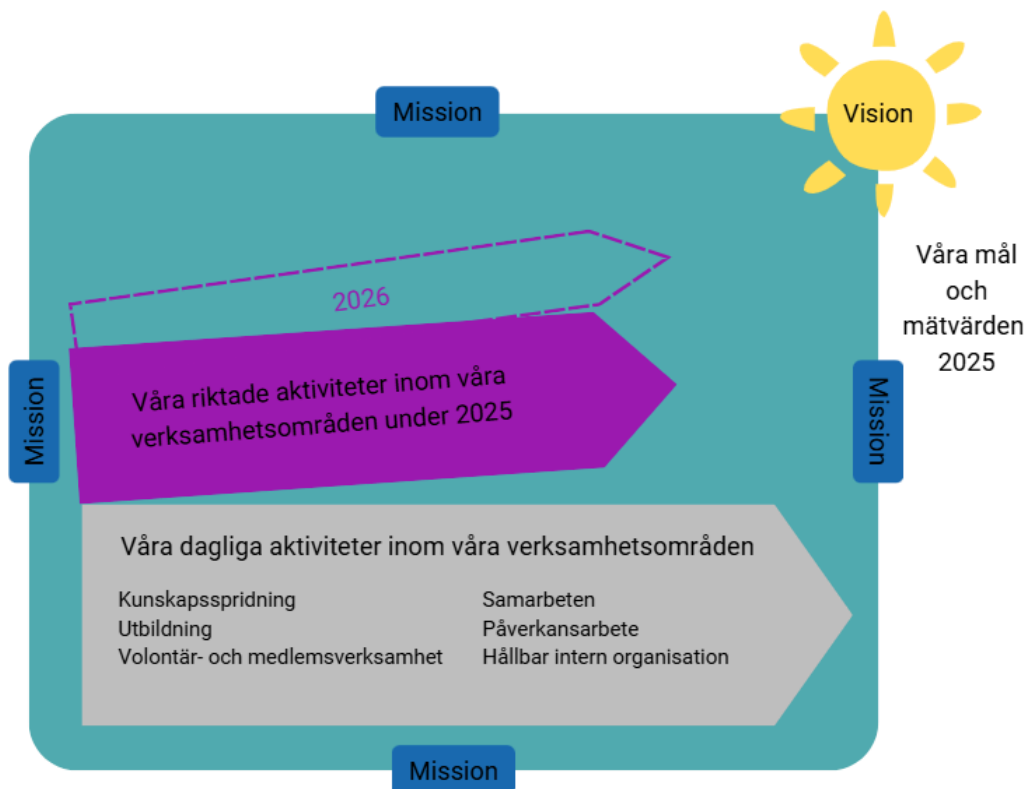 Mission
Vision
Våra mål
och
mätvärden
2025
2026
Våra riktade aktiviteter inom våra
verksamhetsområden under 2025
Mission
Mission
Våra dagliga aktiviteter inom våra verksamhetsområden
Kunskapsspridning
Utbildning
Volontär- och medlemsverksamhet
Samarbeten
Påverkansarbete
Hållbar intern organisation
Mission